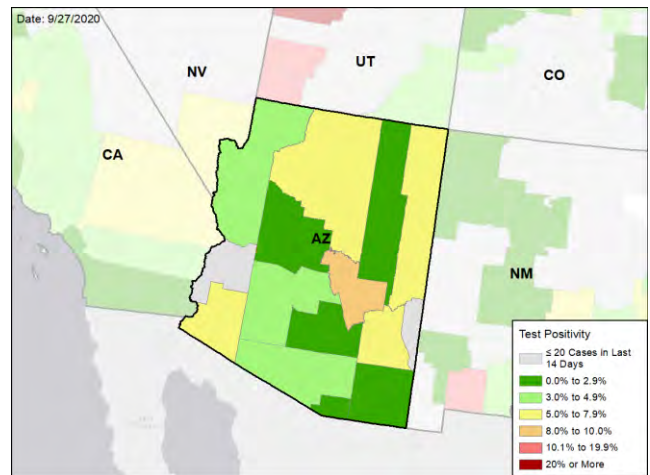 Date: 9/27/2020
NV
UT
CO
CA
AZ
NM
Test Positivity
≤ 20 Cases in Last
14 Days
0.0% to 2.9%
3.0% to 4.9%
5.0% to 7.9%
8.0% to 10.0%
10.1% to 19.9%
20% or More